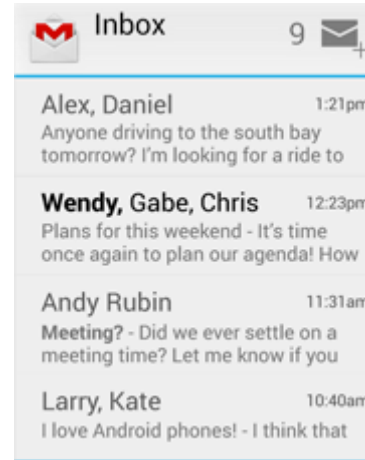 Inbox 9
Alex, Daniel 1:21pm
Anyone driving to the south bay
tomorrow? I'm looking for a ride to
Wendy, Gabe, Chris 12:23pm
Plans for this weekend - It's time
once again to plan our agenda! How
Andy Rubin 11:31am
Meeting? - Did we ever settle on a
meeting time? Let me know if you
Larry, Kate 10:40am
I love Android phones! - I think that